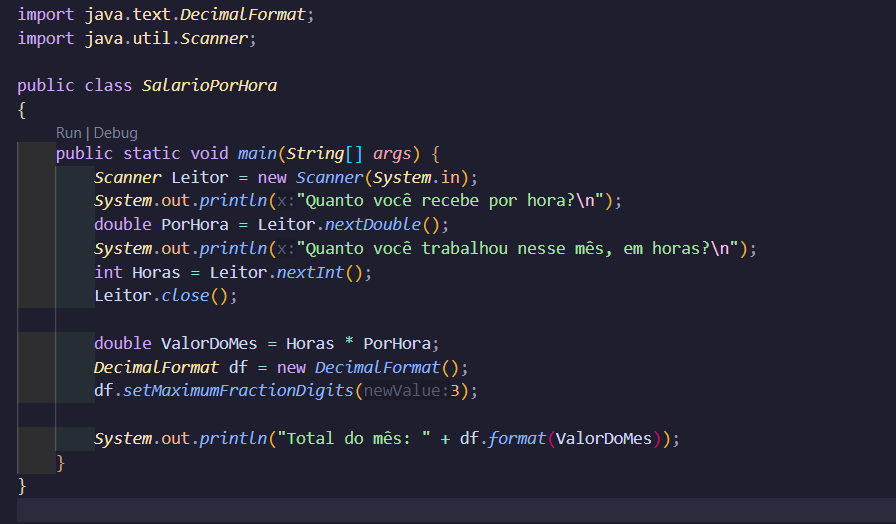 import java.text.DecimalFormat;
import java.util.Scanner;

public class SalarioPorHora
{
    Run | Debug
    public static void main(String[] args) {
        Scanner Leitor = new Scanner(System.in);
        System.out.println(x:"Quanto você recebe por hora?\n");
        double PorHora = Leitor.nextDouble();
        System.out.println(x:"Quanto você trabalhou nesse mês, em horas?\n");
        int Horas = Leitor.nextInt();
        Leitor.close();

        double ValorDoMes = Horas * PorHora;
        DecimalFormat df = new DecimalFormat();
        df.setMaximumFractionDigits(newValue:3);

        System.out.println("Total do mês: " + df.format(ValorDoMes));
    }
}